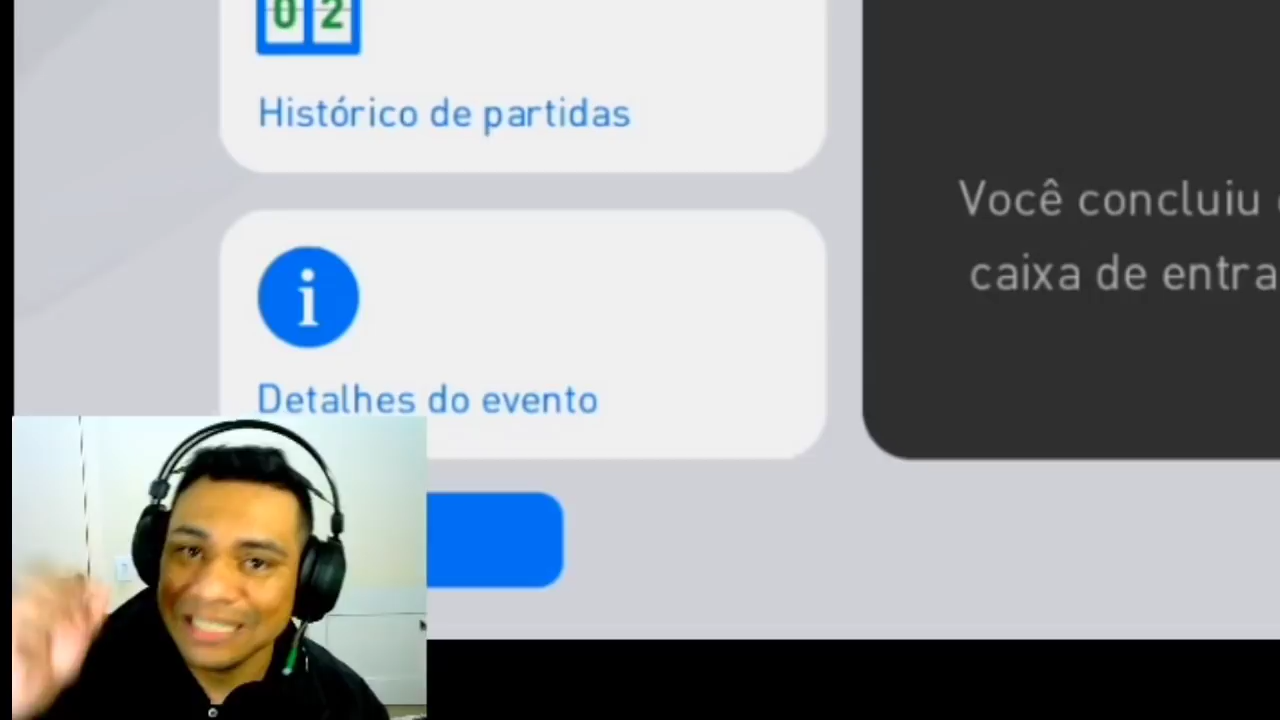 02
Histórico de partidas
Você concluiu
caixa de entra
i
Detalhes do evento